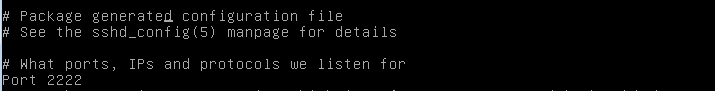 # Package generated configuration file
# See the sshd_config(5) manpage for details
# What ports, IPs and protocols we listen for
Port 2222